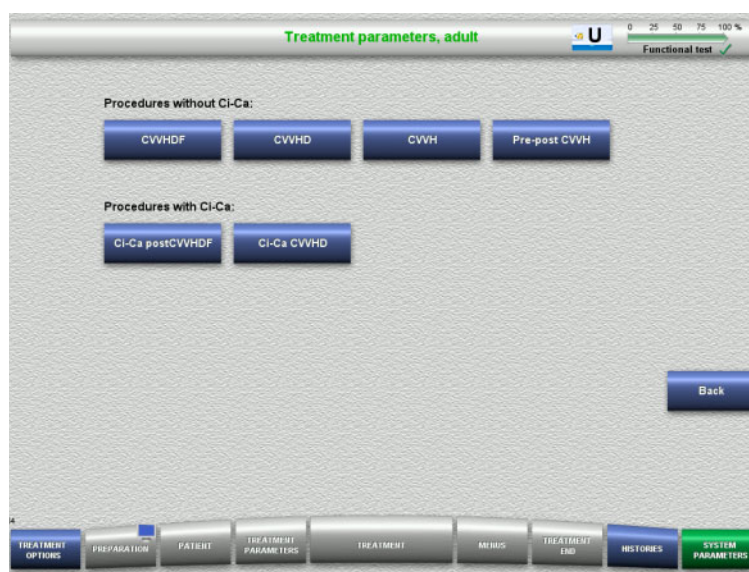 Treatment parameters, adult
U
0 25 50 75 100 %
Functional test
Procedures without Ci-Ca:
CVVHDF CVVHD CVVH Pre-post CVVH
Procedures with Ci-Ca:
Ci-Ca postCVVHDF Ci-Ca CVVHD
Back
4
TREATMENT OPTIONS
PREPARATION
PATIENT
TREATMENT PARAMETERS
TREATMENT
MENUS
TREATMENT END
HISTORIES
SYSTEM PARAMETERS